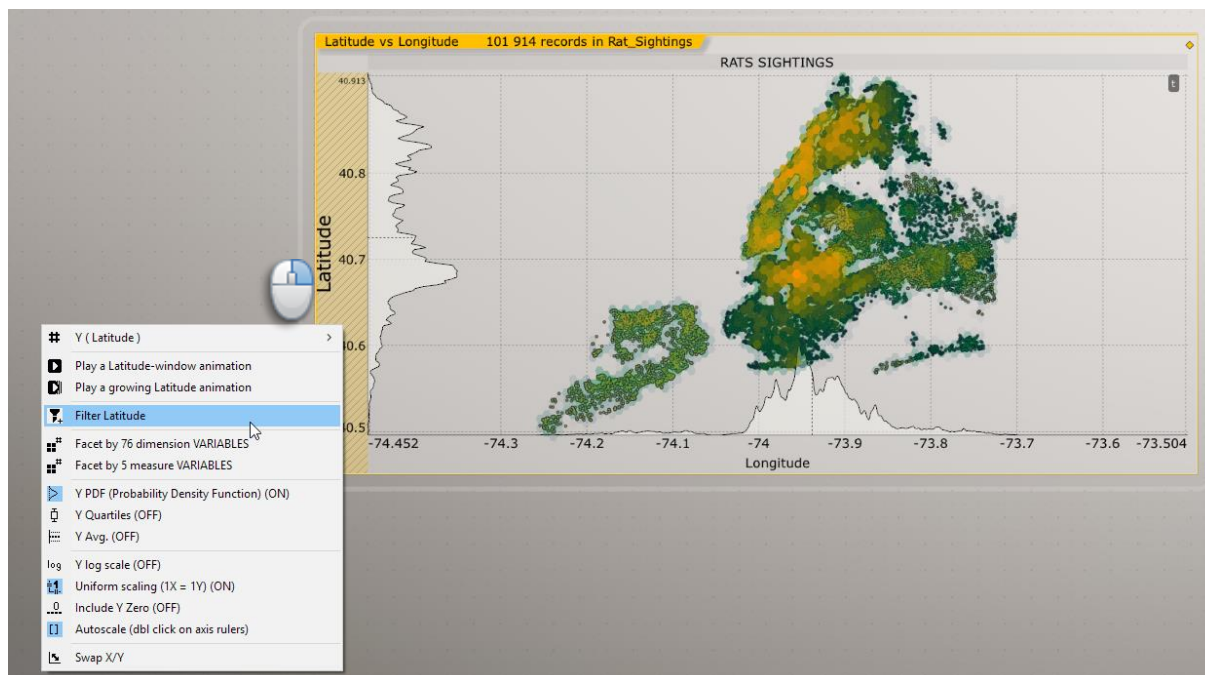 Latitude vs Longitude 101 914 records in Rat_Sightings
RATS SIGHTINGS
t
40.913
40.8
40.7
40.6
40.5
Latitude
-74.452 -74.3 -74.2 -74.1 -74 -73.9 -73.8 -73.7 -73.6 -73.504
Longitude
# Y ( Latitude ) >
Play a Latitude-window animation
Play a growing Latitude animation
Filter Latitude
Facet by 76 dimension VARIABLES
Facet by 5 measure VARIABLES
Y PDF (Probability Density Function) (ON)
Y Quartiles (OFF)
Y Avg. (OFF)
log Y log scale (OFF)
Uniform scaling (1X = 1Y) (ON)
0 Include Y Zero (OFF)
[] Autoscale (dbl click on axis rulers)
Swap X/Y